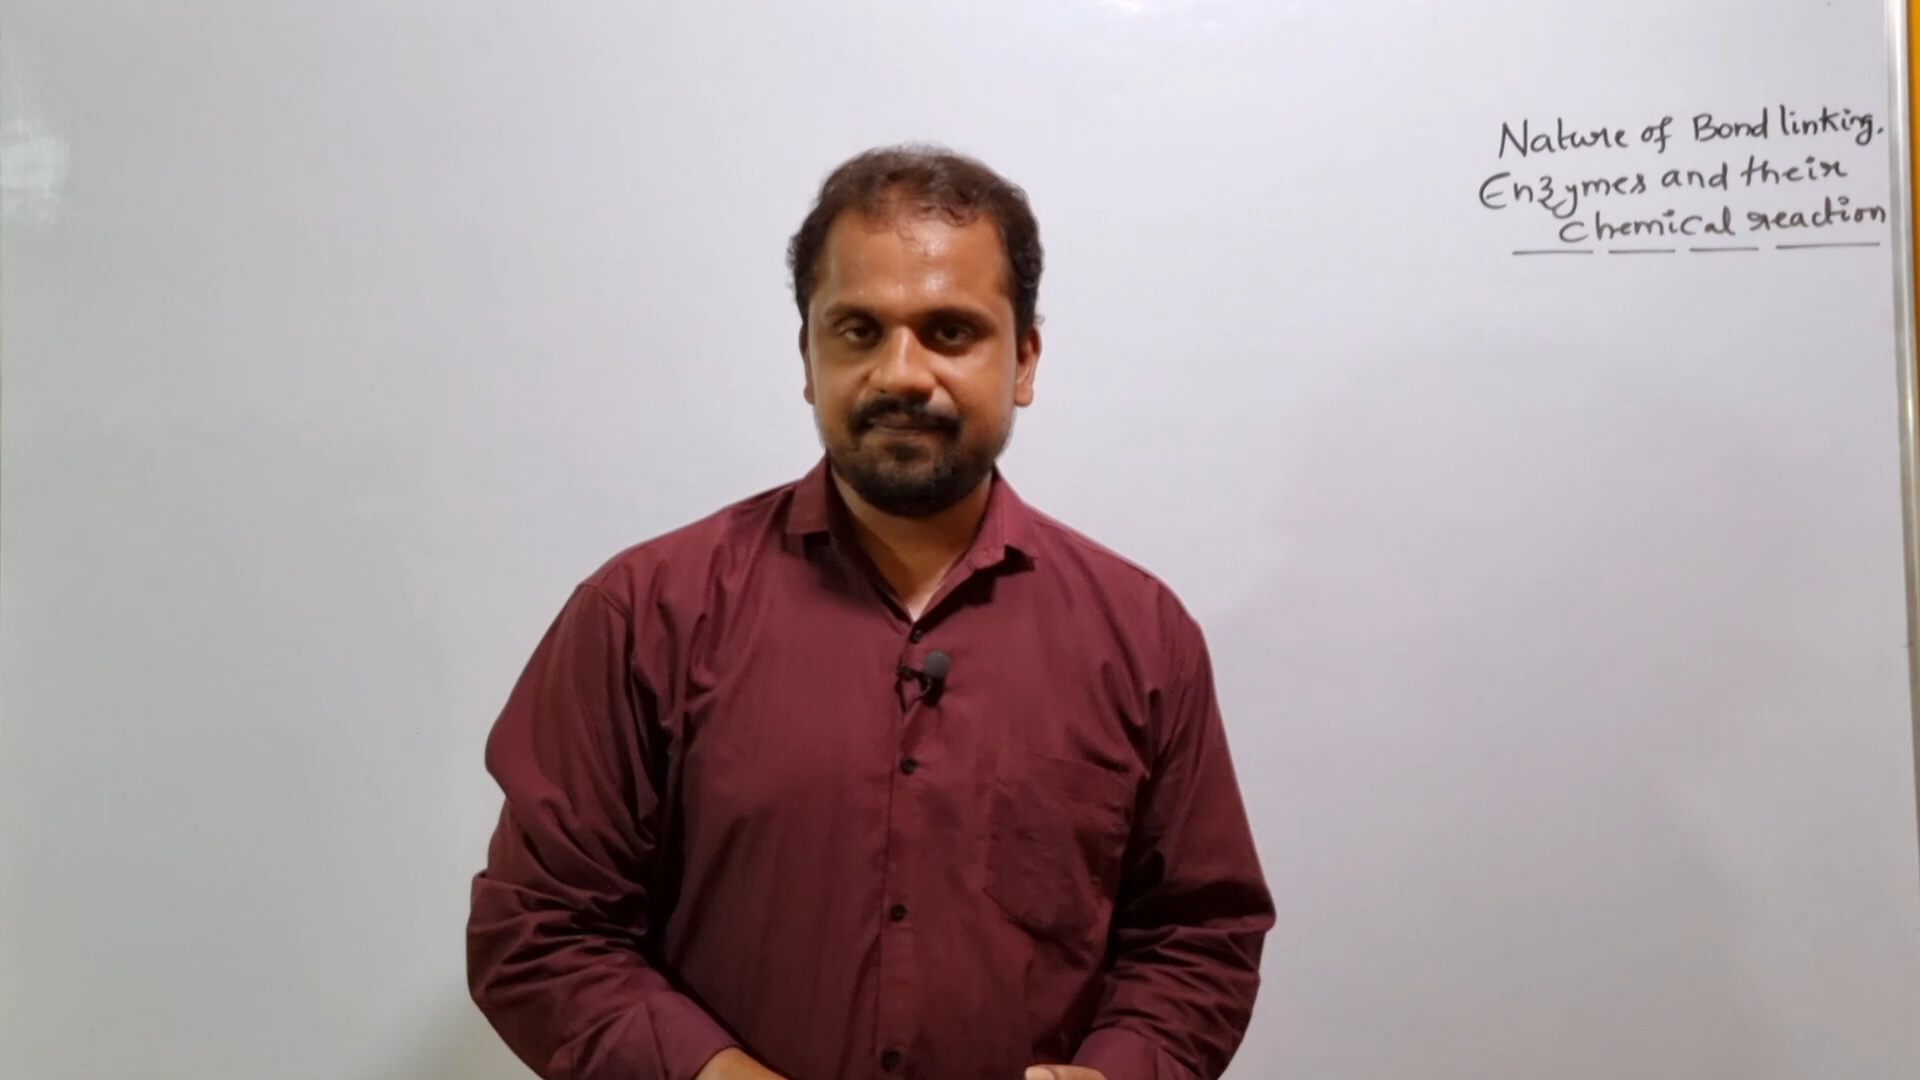 Nature of Bond linking.
Enzymes and their
chemical reaction